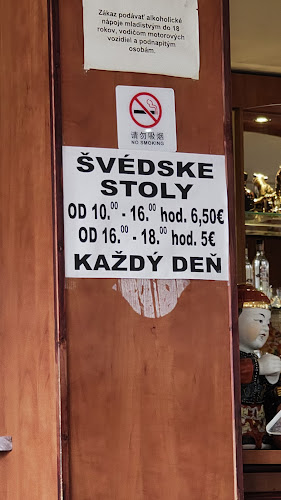 Zákaz podávať alkoholické
nápoje mladistvým do 18
rokov, vodičom motorových
vozidiel a podnapitým
osobám.
请勿吸烟
NO SMOKING
ŠVÉDSKE
STOLY
OD 10.00 - 16.00 hod. 6,50€
OD 16.00 - 18.00 hod. 5€
KAŽDÝ DEŇ